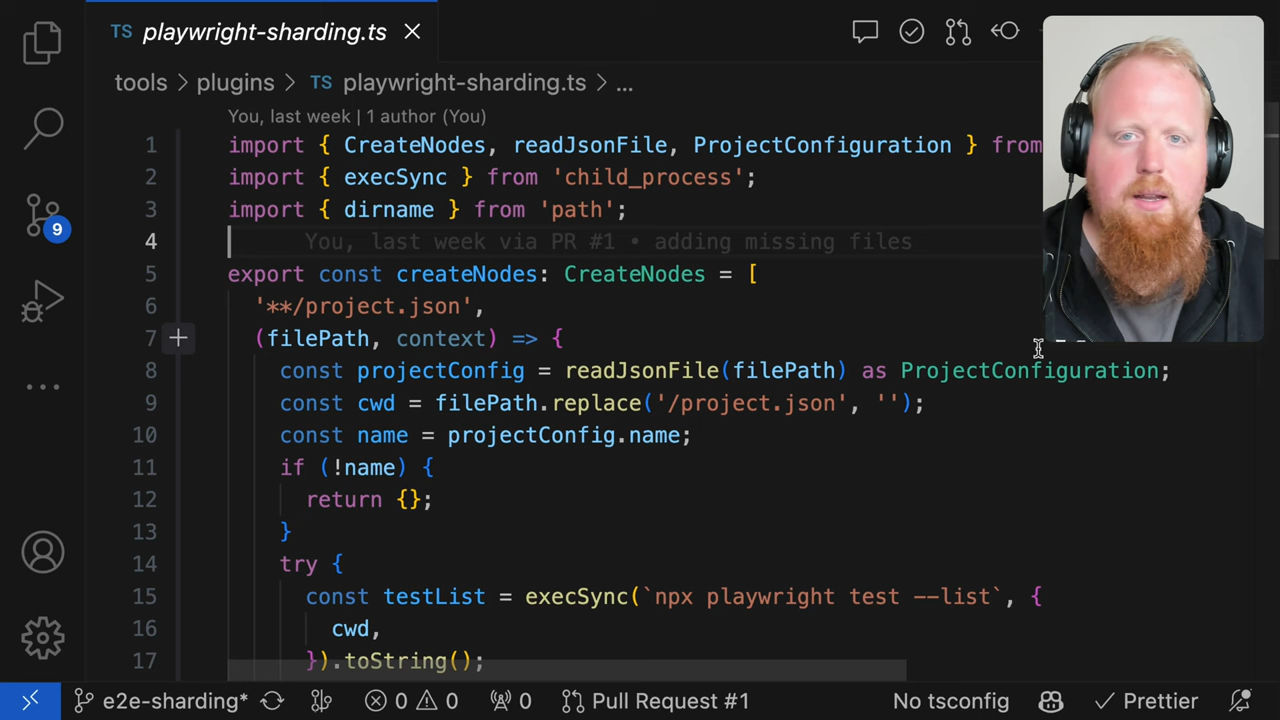 TS playwright-sharding.ts
tools > plugins > TS playwright-sharding.ts > ...
You, last week | 1 author (You)
1 import { CreateNodes, readJsonFile, ProjectConfiguration } from
2 import { execSync } from 'child_process';
3 import { dirname } from 'path';
4 You, last week via PR #1 • adding missing files
5 export const createNodes: CreateNodes = [
6 '**/project.json',
7 (filePath, context) => {
8 const projectConfig = readJsonFile(filePath) as ProjectConfiguration;
9 const cwd = filePath.replace('/project.json', '');
10 const name = projectConfig.name;
11 if (!name) {
12 return {};
13 }
14 try {
15 const testList = execSync(`npx playwright test --list`, {
16 cwd,
17 }).toString();
9
e2e-sharding* 0 0 0 Pull Request #1 No tsconfig Prettier